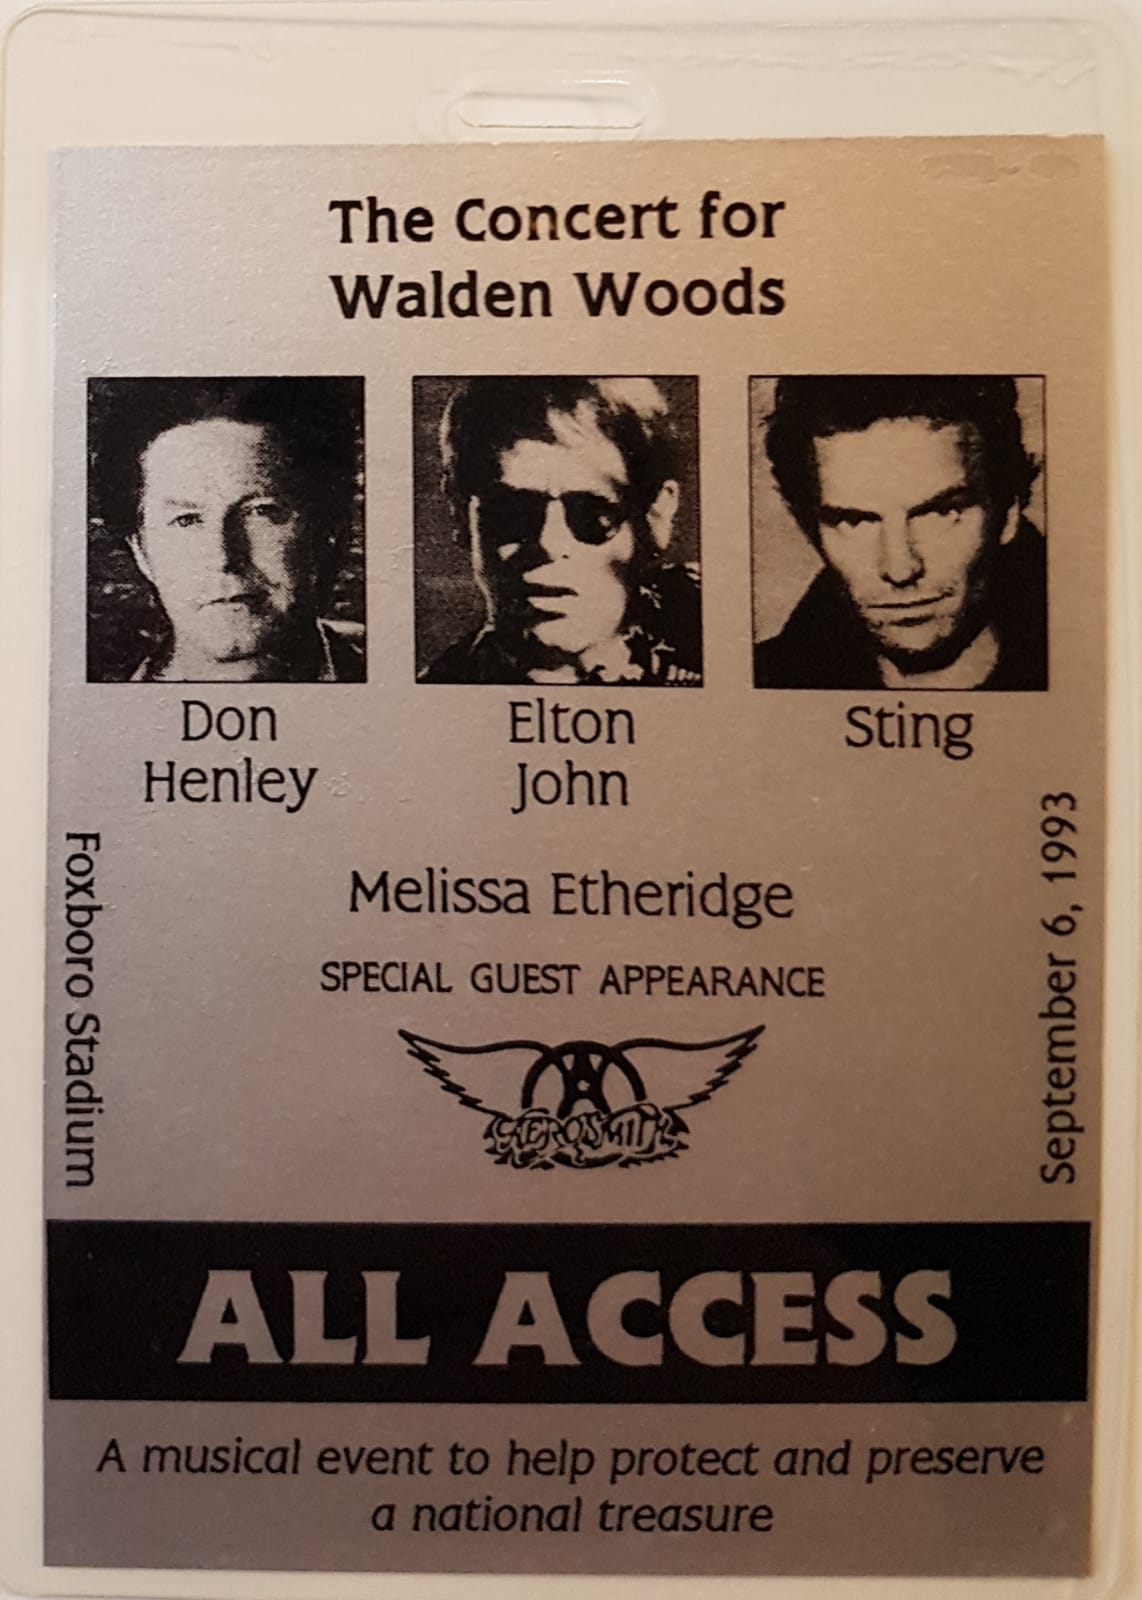 The Concert for
Walden Woods
Don
Henley
Elton
John
Sting
Foxboro Stadium
September 6, 1993
Melissa Etheridge
SPECIAL GUEST APPEARANCE
A
AEROSMITH
ALL ACCESS
A musical event to help protect and preserve
a national treasure